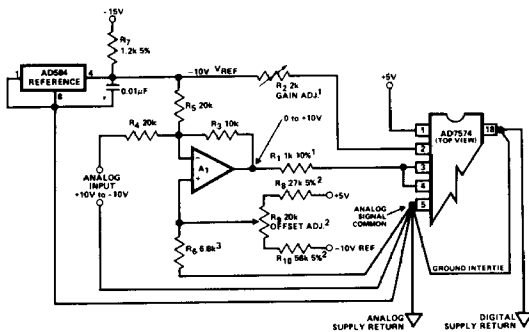 -15V
R7
1.2k 5%
1
AD584
REFERENCE
4
8
0.01µF
-10V VREF
R2 2k
GAIN ADJ.1
+5V
R5 20k
R4 20k
R3 10k
0 to +10V
A1
R1 1k 10%1
ANALOG
INPUT
+10V to -10V
R8 27k 5%2
+5V
R9 20k
OFFSET ADJ.2
R10 56k 5%2
-10V REF
R6 6.8k3
AD7574
(TOP VIEW)
1
2
3
4
5
18
ANALOG
SIGNAL
COMMON
GROUND INTERTIE
ANALOG
SUPPLY RETURN
DIGITAL
SUPPLY RETURN